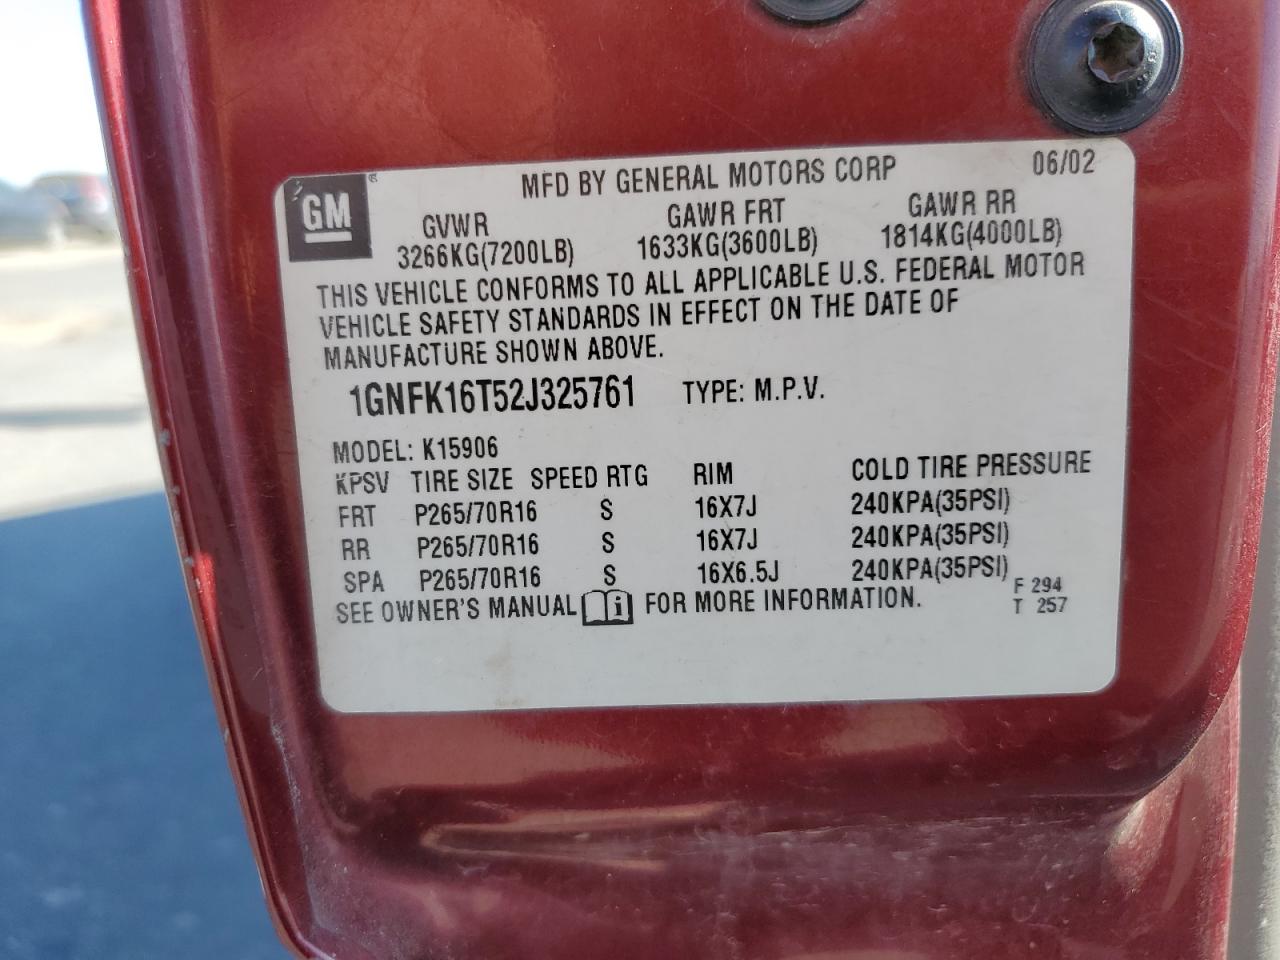 GM®
MFD BY GENERAL MOTORS CORP 06/02
GVWR GAWR FRT GAWR RR
3266KG(7200LB) 1633KG(3600LB) 1814KG(4000LB)
THIS VEHICLE CONFORMS TO ALL APPLICABLE U.S. FEDERAL MOTOR
VEHICLE SAFETY STANDARDS IN EFFECT ON THE DATE OF
MANUFACTURE SHOWN ABOVE.
1GNFK16T52J325761 TYPE: M.P.V.
MODEL: K15906
KPSV TIRE SIZE SPEED RTG RIM COLD TIRE PRESSURE
FRT P265/70R16 S 16X7J 240KPA(35PSI)
RR P265/70R16 S 16X7J 240KPA(35PSI)
SPA P265/70R16 S 16X6.5J 240KPA(35PSI)
SEE OWNER'S MANUAL i FOR MORE INFORMATION.
F 294
T 257